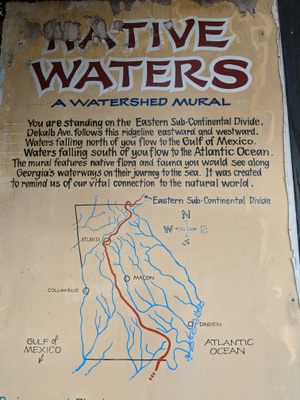 NATIVE
WATERS
A WATERSHED MURAL
You are standing on the Eastern Sub-Continental Divide.
Dekalb Ave. follows this ridgeline eastward and westward.
Waters falling north of you flow to the Gulf of Mexico.
Waters falling south of you flow to the Atlantic Ocean.
The mural features native flora and fauna you would see along
Georgia's waterways on their journey to the Sea. It was created
to remind us of our vital connection to the natural world.
Eastern Sub-Continental Divide
N
W E
S
ATLANTA
MACON
COLUMBUS
DARIEN
GULF of
MEXICO
ATLANTIC
OCEAN